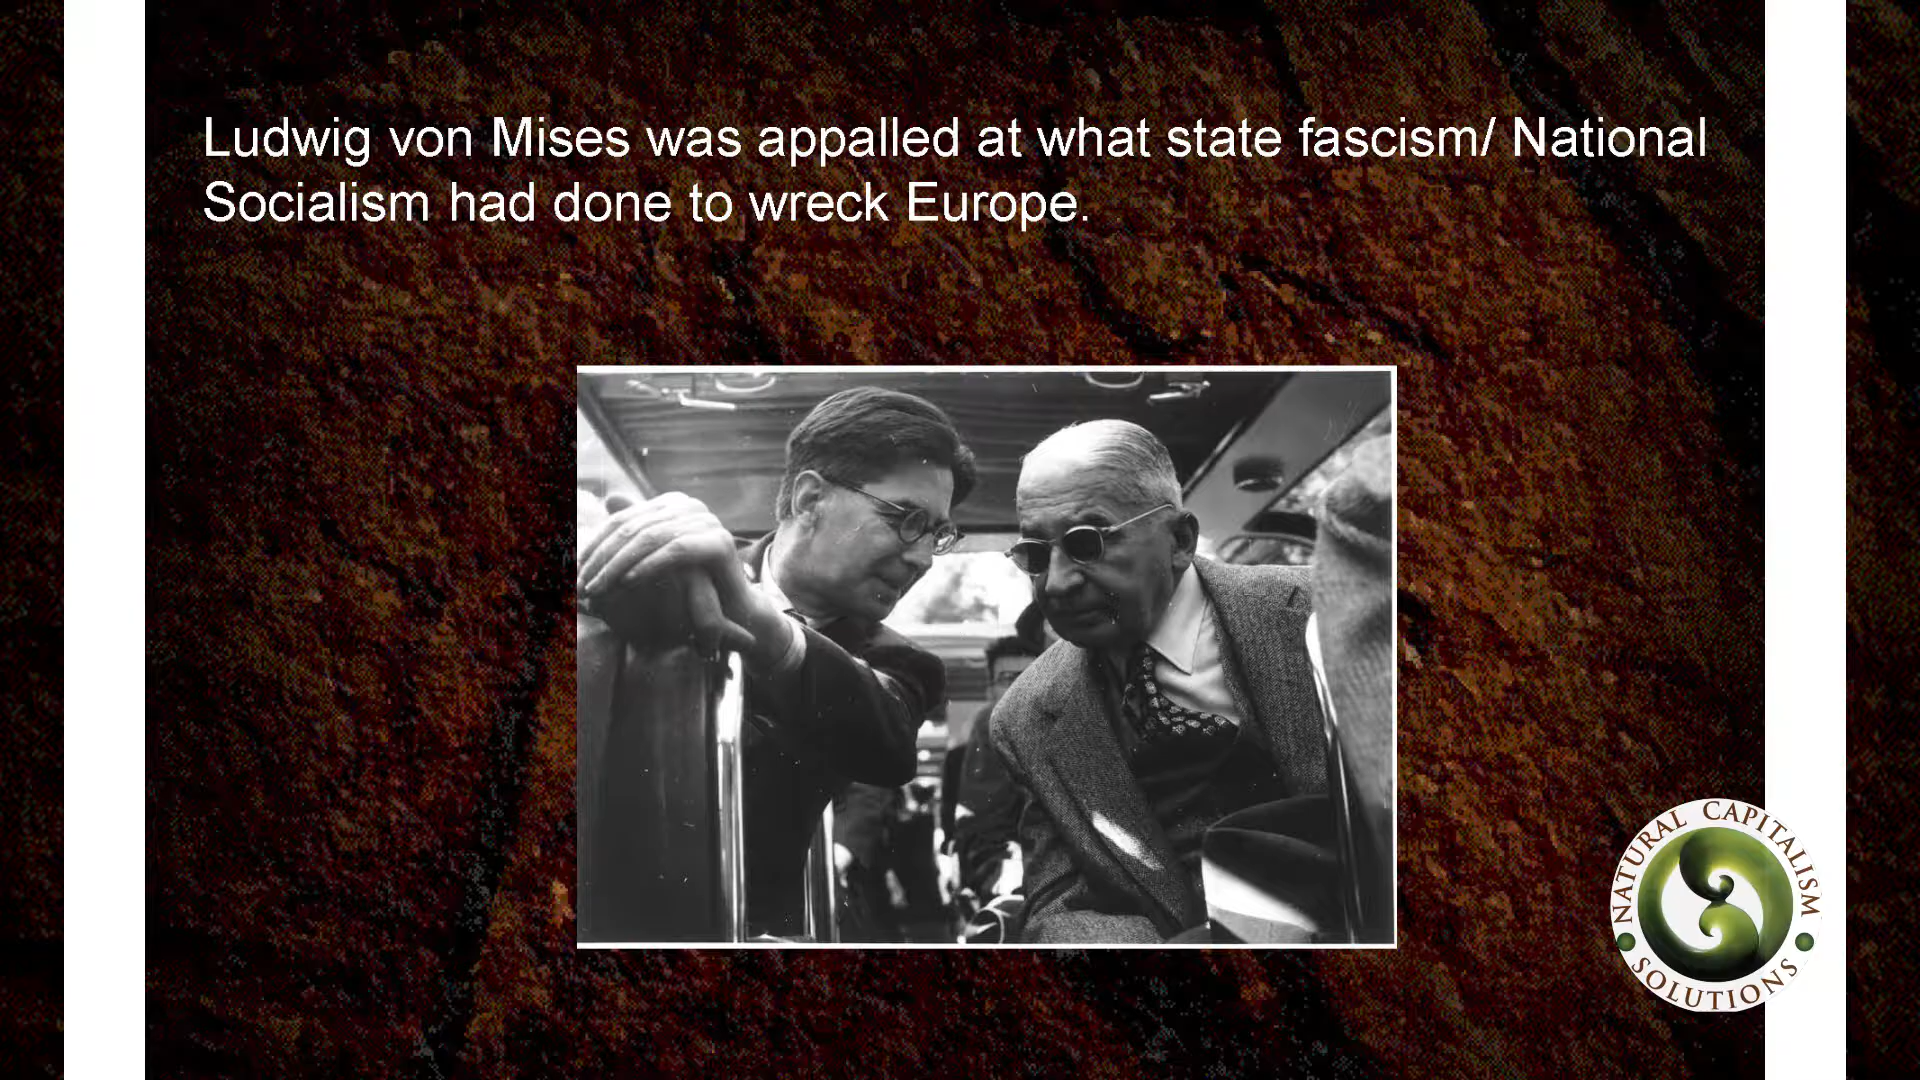 Ludwig von Mises was appalled at what state fascism/ National
Socialism had done to wreck Europe.
NATURAL CAPITALISM
SOLUTIONS